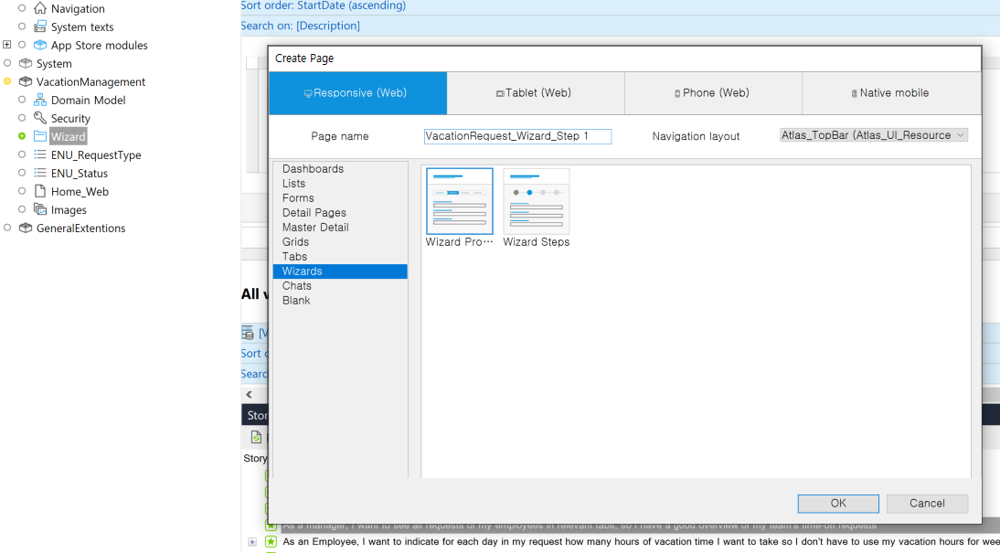 Navigation
System texts
App Store modules
System
VacationManagement
Domain Model
Security
Wizard
ENU_RequestType
ENU_Status
Home_Web
Images
GeneralExtentions
Sort order: StartDate (ascending)
Search on: [Description]
Create Page
Responsive (Web)
Tablet (Web)
Phone (Web)
Native mobile
Page name
VacationRequest_Wizard_Step 1
Navigation layout
Atlas_TopBar (Atlas_UI_Resource
Dashboards
Lists
Forms
Detail Pages
Master Detail
Grids
Tabs
Wizards
Chats
Blank
Wizard Pro…
Wizard Steps
OK
Cancel
All v
[V
Sort o
Searc
Stor
Story
As a manager, I want to see all requests of my employees in relevant tabs, so I have a good overview of my team's time-off requests
As an Employee, I want to indicate for each day in my request how many hours of vacation time I want to take so I don't have to use my vacation hours for wee